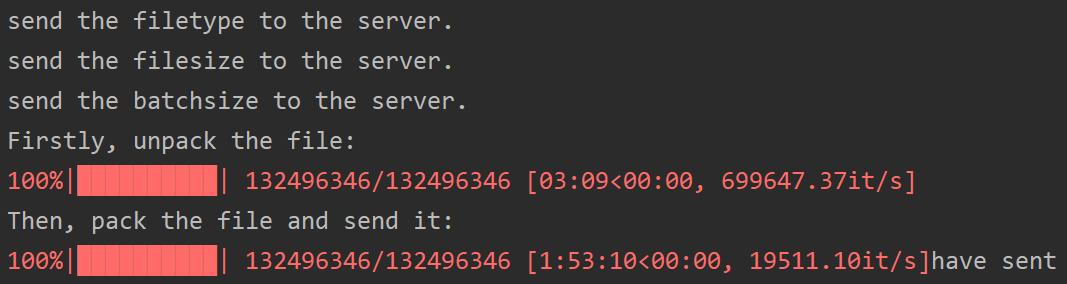 send the filetype to the server.
send the filesize to the server.
send the batchsize to the server.
Firstly, unpack the file:
100%|██████████| 132496346/132496346 [03:09<00:00, 699647.37it/s]
Then, pack the file and send it:
100%|██████████| 132496346/132496346 [1:53:10<00:00, 19511.10it/s]have sent